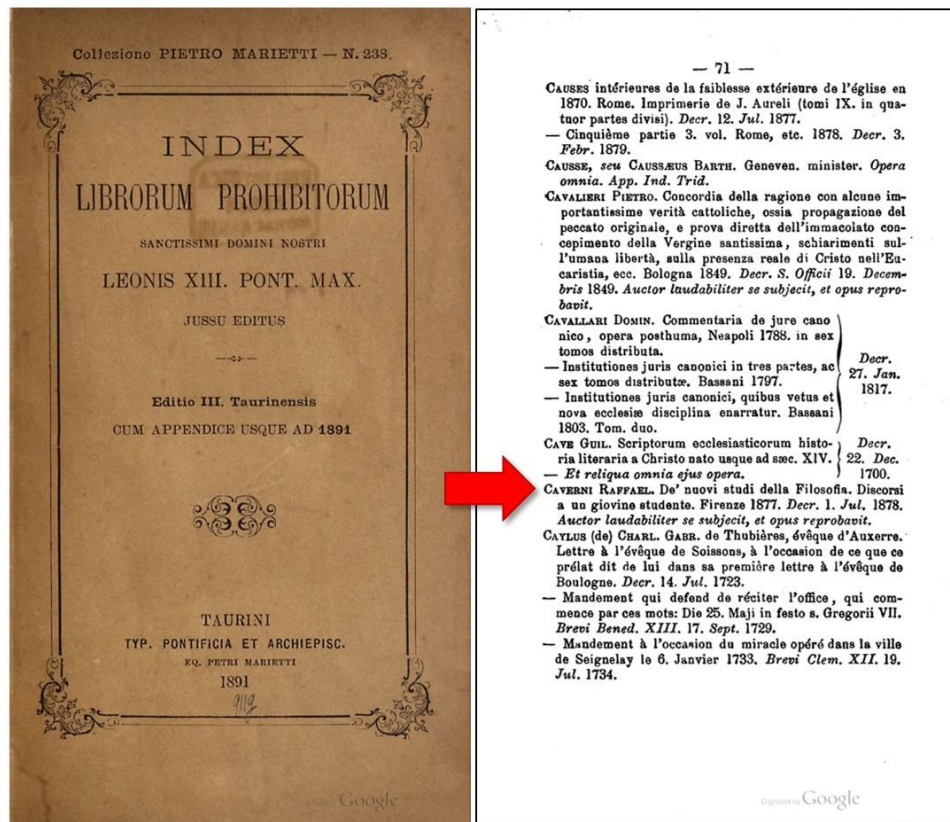 Collezione PIETRO MARIETTI — N. 238.
INDEX
LIBRORUM PROHIBITORUM
SANCTISSIMI DOMINI NOSTRI
LEONIS XIII. PONT. MAX.
JUSSU EDITUS
Editio III. Taurinensis
CUM APPENDICE USQUE AD 1891
TAURINI
TYP. PONTIFICIA ET ARCHIEPISC.
EQ. PETRI MARIETTI
1891
Google
— 71 —
CAUSES intérieures de la faiblesse extérieure de l'église en
1870. Rome. Imprimerie de J. Aureli (tomi IX. in qua-
tuor partes divisi). Decr. 12. Jul. 1877.
— Cinquième partie 3. vol. Rome, etc. 1878. Decr. 3.
Febr. 1879.
CAUSSE, seu CAUSSÆUS BARTH. Geneven. minister. Opera
omnia. App. Ind. Trid.
CAVALIERI PIETRO. Concordia della ragione con alcune im-
portantissime verità cattoliche, ossia propagazione del
peccato originale, e prova diretta dell'immacolato con-
cepimento della Vergine santissima, schiarimenti sul-
l'umana libertà, sulla presenza reale di Cristo nell'Eu-
caristia, ecc. Bologna 1849. Decr. S. Officii 19. Decem-
bris 1849. Auctor laudabiliter se subjecit, et opus repro-
bavit.
CAVALLARI DOMIN. Commentaria de jure cano
nico, opera posthuma, Neapoli 1788. in sex
tomos distributa.
— Institutiones juris canonici in tres partes, ac
sex tomos distributæ. Bassani 1797.
— Institutiones juris canonici, quibus vetus et
nova ecclesiæ disciplina enarratur. Bassani
1803. Tom. duo.
Decr.
27. Jan.
1817.
CAVE GUIL. Scriptorum ecclesiasticorum histo-
ria literaria a Christo nato usque ad sæc. XIV.
— Et reliqua omnia ejus opera.
Decr.
22. Dec.
1700.
CAVERNI RAFFAEL. De' nuovi studi della Filosofia. Discorsi
a un giovine studente. Firenze 1877. Decr. 1. Jul. 1878.
Auctor laudabiliter se subjecit, et opus reprobavit.
CAYLUS (de) CHARL. GABR. de Thubières, évêque d'Auxerre.
Lettre à l'évêque de Soissons, à l'occasion de ce que ce
prélat dit de lui dans sa première lettre à l'évêque de
Boulogne. Decr. 14. Jul. 1723.
— Mandement qui defend de réciter l'office, qui com-
mence par ces mots: Die 25. Maji in festo s. Gregorii VII.
Brevi Bened. XIII. 17. Sept. 1729.
— Mandement à l'occasion du miracle opéré dans la ville
de Seignelay le 6. Janvier 1733. Brevi Clem. XII. 19.
Jul. 1734.
Digitized by Google